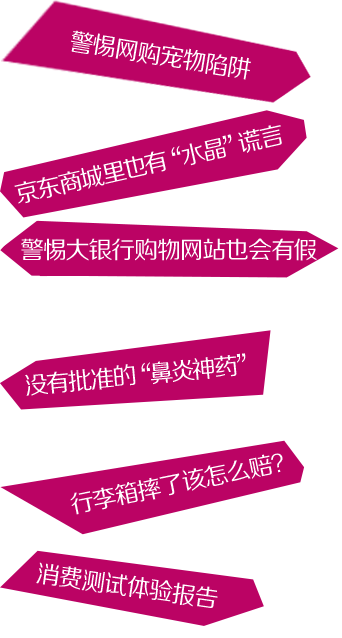 警惕网购宠物陷阱
京东商城里也有“水晶”谎言
警惕大银行购物网站也会有假
没有批准的“鼻炎神药”
行李箱摔了该怎么赔？
消费测试体验报告